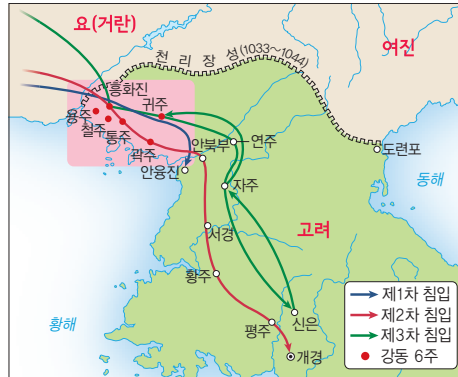 요(거란)
여진
천리장성(1033~1044)
흥화진
귀주
용주
철주
통주
곽주
안북부
연주
안융진
도련포
자주
동해
고려
서경
황주
황해
평주
신은
개경
제1차 침입
제2차 침입
제3차 침입
강동 6주